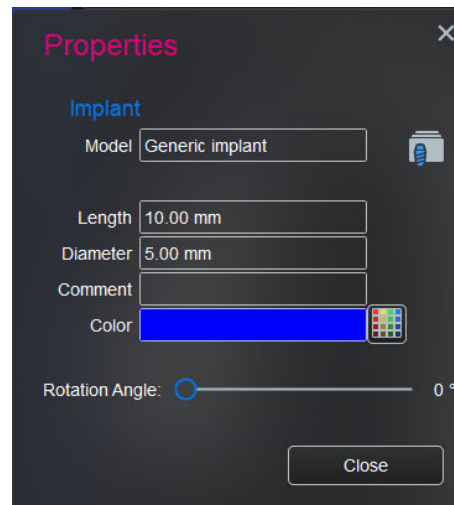 Properties
Implant
Model Generic implant
Length 10.00 mm
Diameter 5.00 mm
Comment
Color
Rotation Angle: 0 °
Close